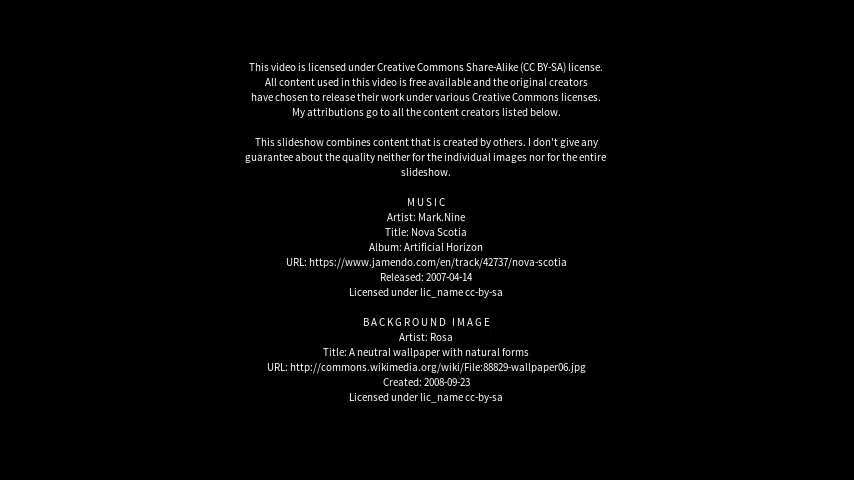 This video is licensed under Creative Commons Share-Alike (CC BY-SA) license.
All content used in this video is free available and the original creators
have chosen to release their work under various Creative Commons licenses.
My attributions go to all the content creators listed below.
This slideshow combines content that is created by others. I don't give any
guarantee about the quality neither for the individual images nor for the entire
slideshow.
MUSIC
Artist: Mark.Nine
Title: Nova Scotia
Album: Artificial Horizon
URL: https://www.jamendo.com/en/track/42737/nova-scotia
Released: 2007-04-14
Licensed under lic_name cc-by-sa
BACKGROUND IMAGE
Artist: Rosa
Title: A neutral wallpaper with natural forms
URL: http://commons.wikimedia.org/wiki/File:88829-wallpaper06.jpg
Created: 2008-09-23
Licensed under lic_name cc-by-sa